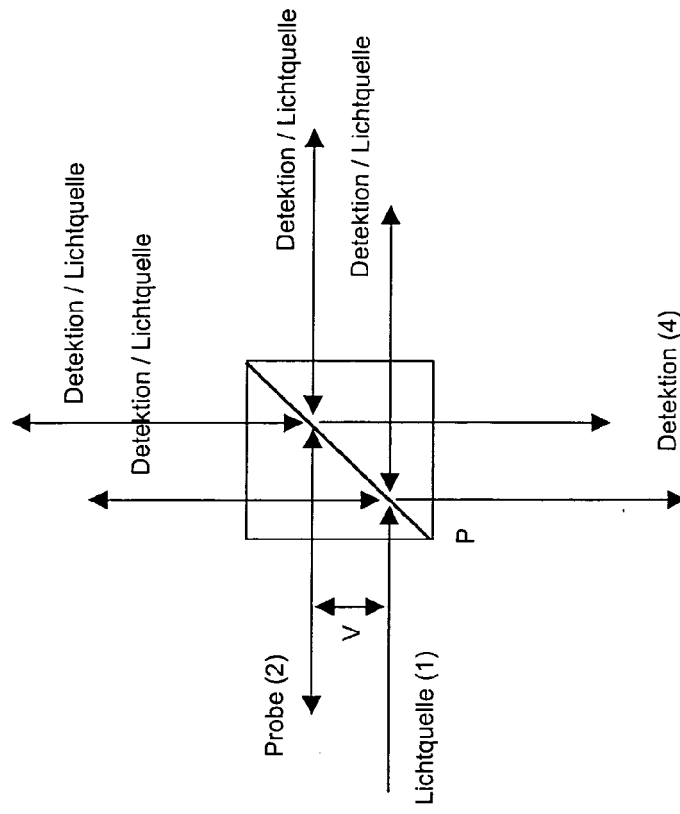 Detektion / Lichtquelle
Detektion / Lichtquelle
Detektion / Lichtquelle
Detektion / Lichtquelle
Probe (2)
V
Lichtquelle (1)
P
Detektion (4)